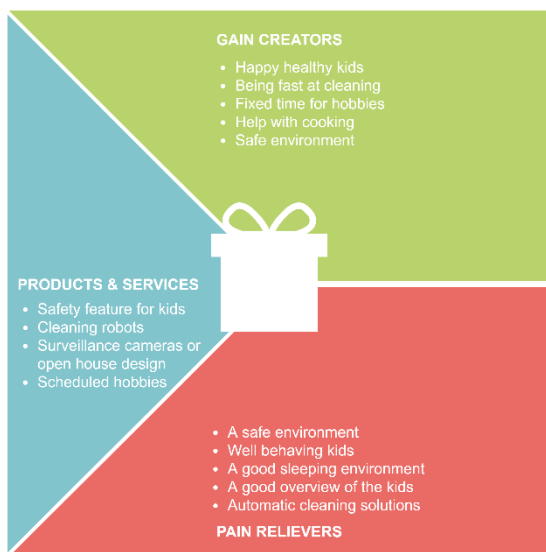 GAIN CREATORS
• Happy healthy kids
• Being fast at cleaning
• Fixed time for hobbies
• Help with cooking
• Safe environment
PRODUCTS & SERVICES
• Safety feature for kids
• Cleaning robots
• Surveillance cameras or
open house design
• Scheduled hobbies
• A safe environment
• Well behaving kids
• A good sleeping environment
• A good overview of the kids
• Automatic cleaning solutions
PAIN RELIEVERS